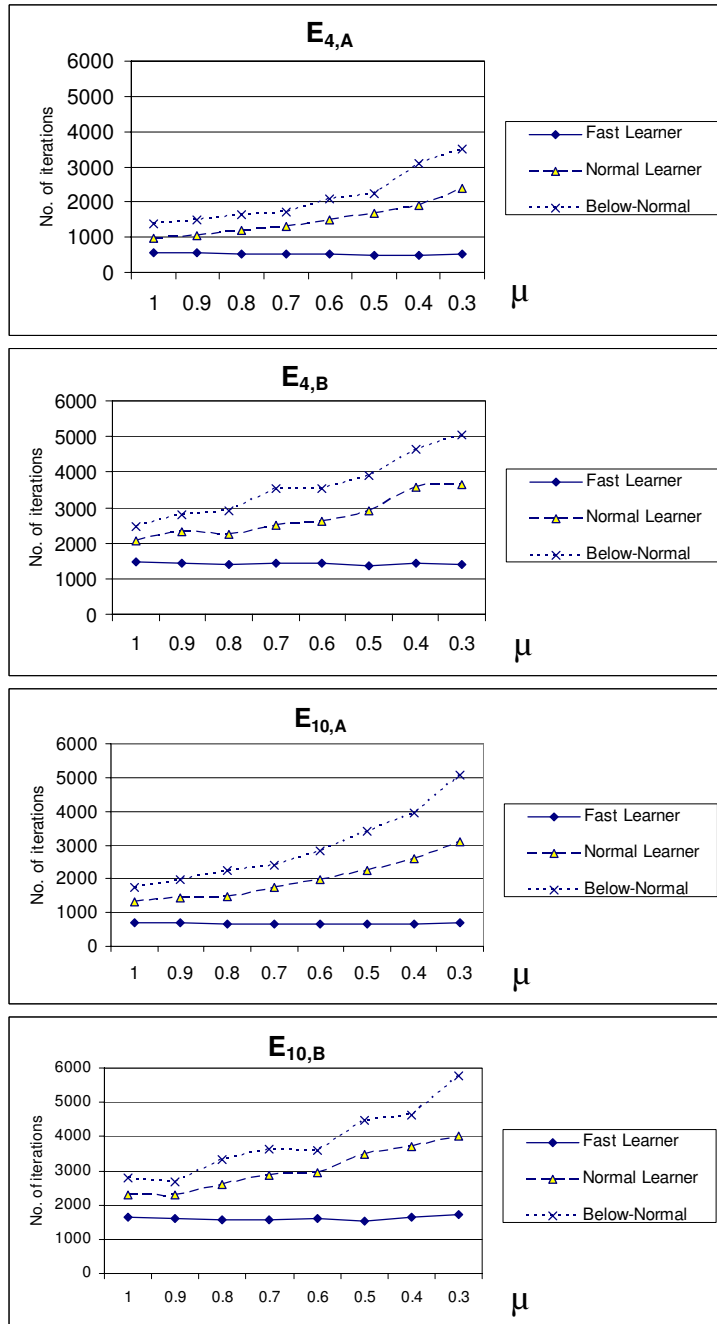 E4,A
No. of iterations
6000
5000
4000
3000
2000
1000
0
1 0.9 0.8 0.7 0.6 0.5 0.4 0.3
μ
Fast Learner
Normal Learner
Below-Normal
E4,B
No. of iterations
6000
5000
4000
3000
2000
1000
0
1 0.9 0.8 0.7 0.6 0.5 0.4 0.3
μ
Fast Learner
Normal Learner
Below-Normal
E10,A
No. of iterations
6000
5000
4000
3000
2000
1000
0
1 0.9 0.8 0.7 0.6 0.5 0.4 0.3
μ
Fast Learner
Normal Learner
Below-Normal
E10,B
No. of iterations
6000
5000
4000
3000
2000
1000
0
1 0.9 0.8 0.7 0.6 0.5 0.4 0.3
μ
Fast Learner
Normal Learner
Below-Normal